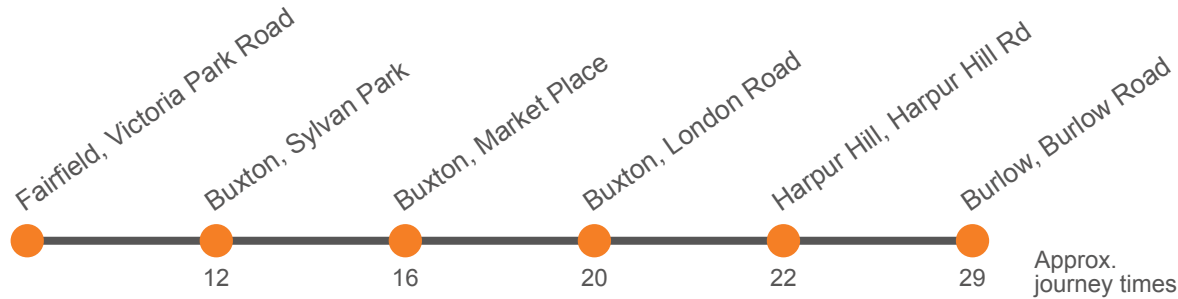 Fairfield, Victoria Park Road
Buxton, Sylvan Park
Buxton, Market Place
Buxton, London Road
Harpur Hill, Harpur Hill Rd
Burlow, Burlow Road
12
16
20
22
29
Approx.
journey times